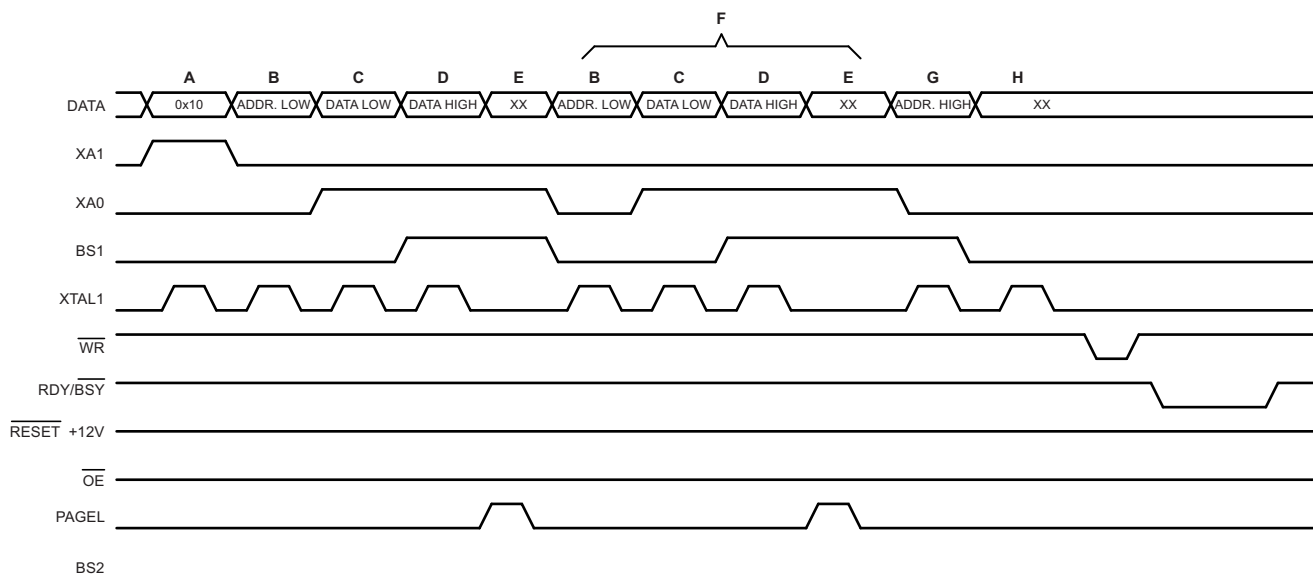 F
A B C D E B C D E G H
DATA 0x10 ADDR. LOW DATA LOW DATA HIGH XX ADDR. LOW DATA LOW DATA HIGH XX ADDR. HIGH XX
XA1
XA0
BS1
XTAL1
WR
RDY/BSY
RESET +12V
OE
PAGEL
BS2